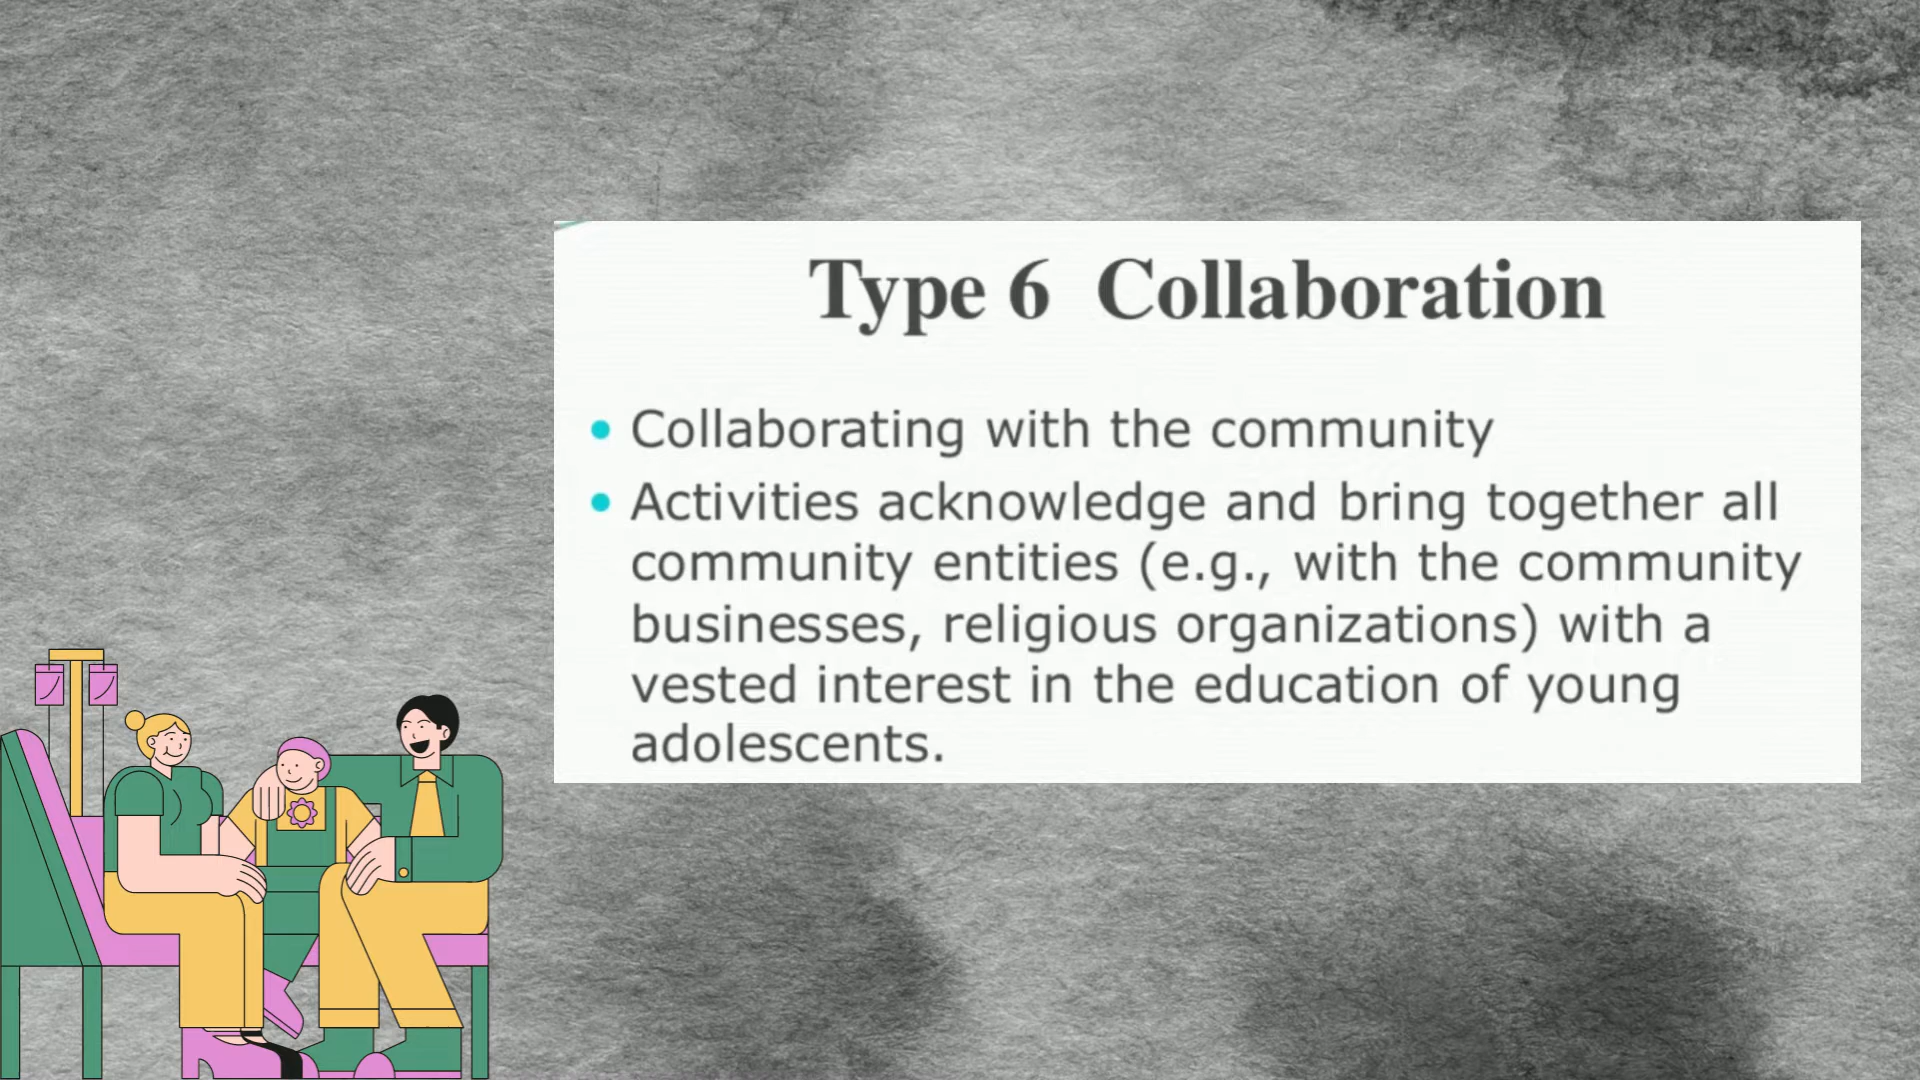 Type 6 Collaboration
• Collaborating with the community
• Activities acknowledge and bring together all
community entities (e.g., with the community
businesses, religious organizations) with a
vested interest in the education of young
adolescents.